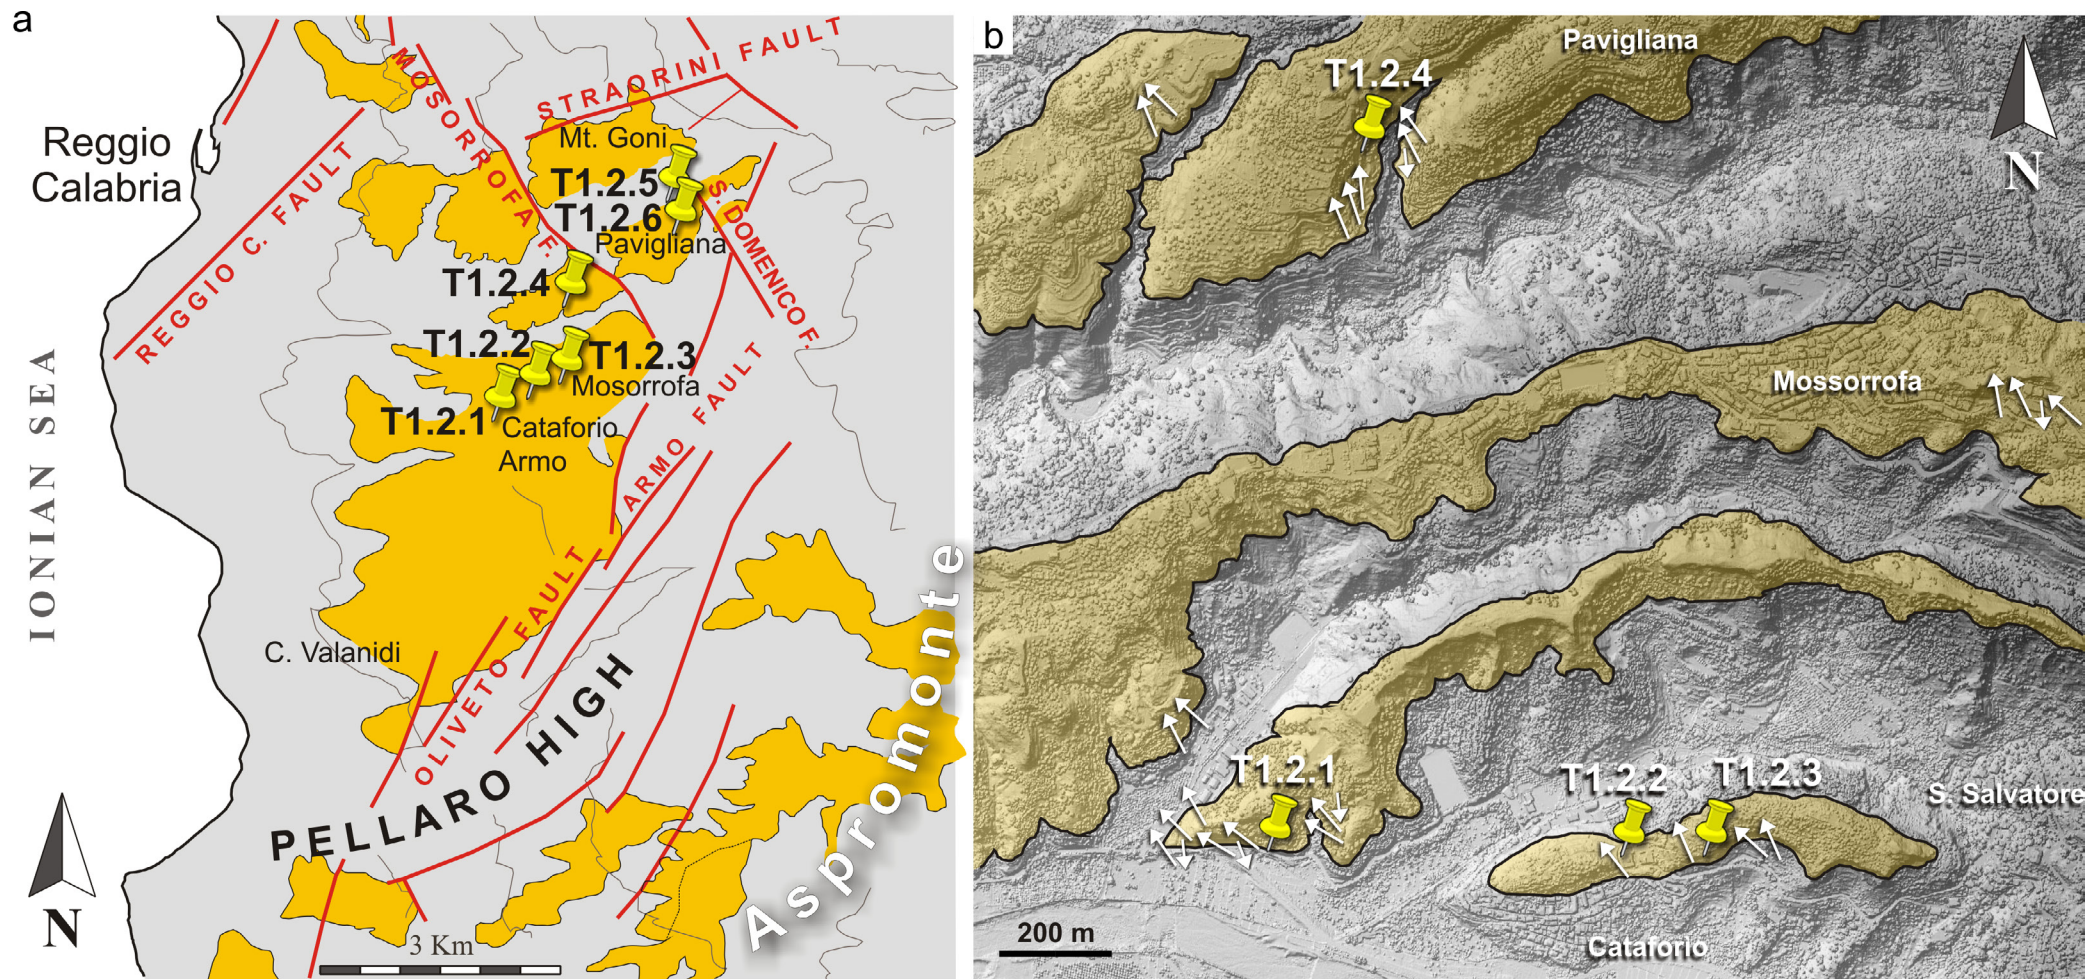 a
MOSORROFA F.
STRAORINI FAULT
Reggio
Calabria
Mt. Goni
T1.2.5
T1.2.6
Pavigliana
S. DOMENICO F.
REGGIO C. FAULT
T1.2.4
T1.2.2
T1.2.3
Mosorrofa
T1.2.1
Cataforio
Armo
ARMO FAULT
IONIAN SEA
C. Valanidi
OLIVETO FAULT
PELLARO HIGH
Aspromonte
N
3 Km
b
Pavigliana
T1.2.4
N
Mossorrofa
T1.2.1
T1.2.2
T1.2.3
S. Salvatore
200 m
Cataforio